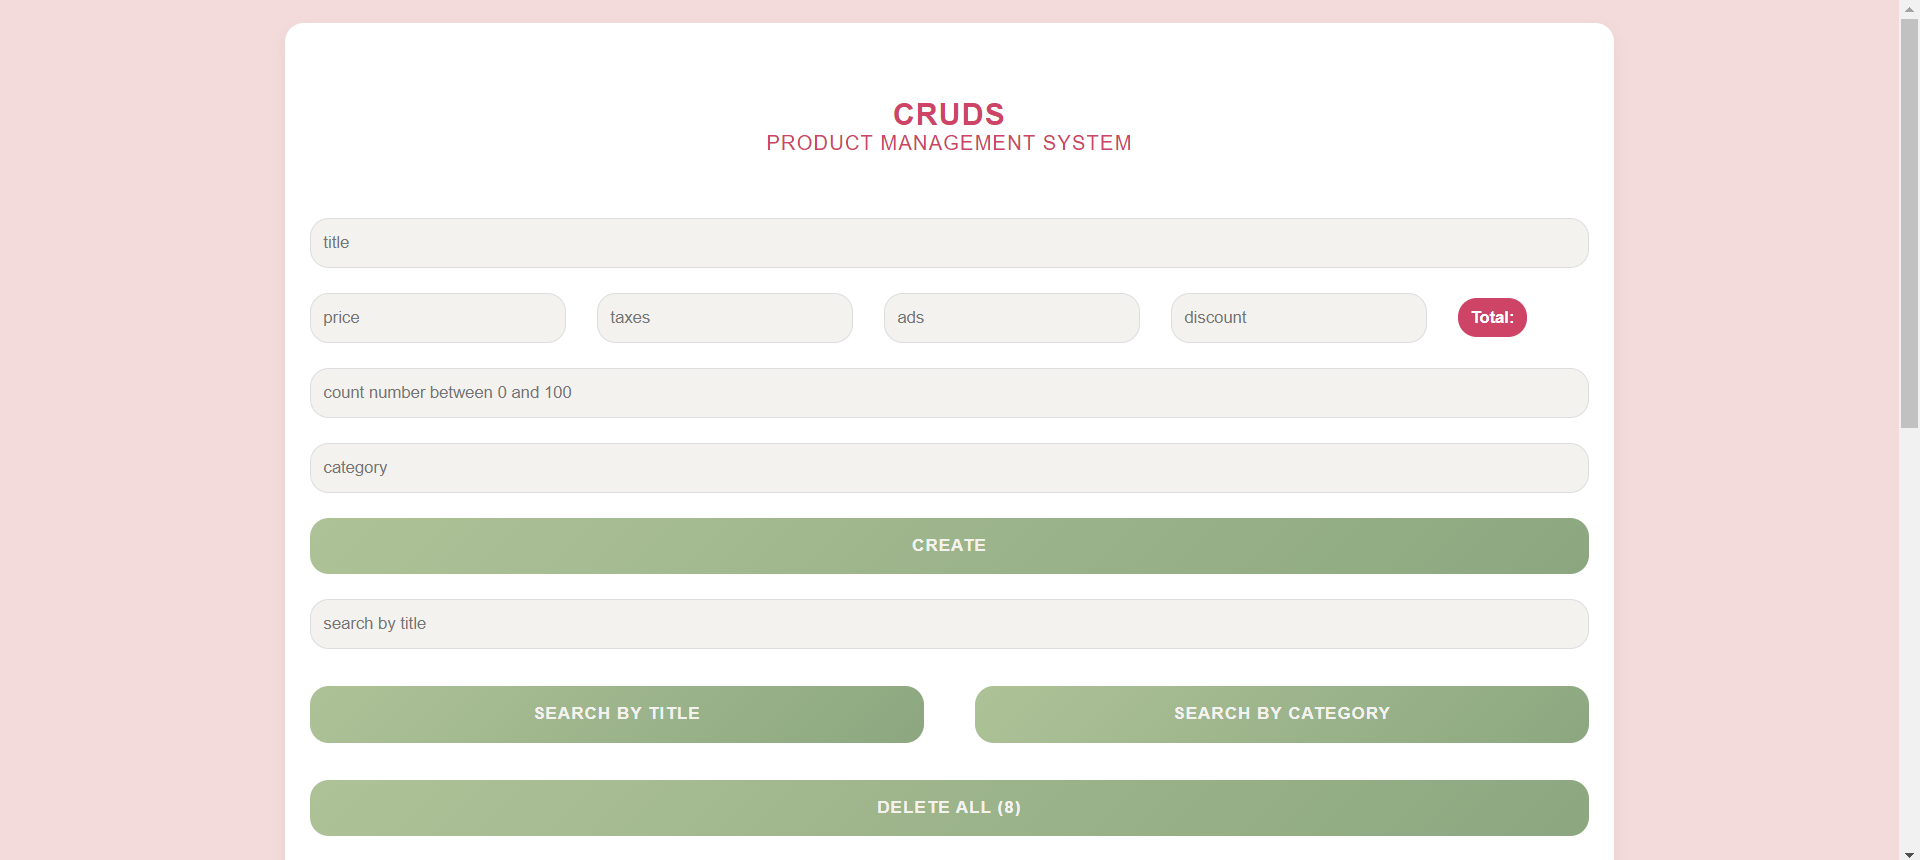 CRUDS
PRODUCT MANAGEMENT SYSTEM
title
price taxes ads discount Total:
count number between 0 and 100
category
CREATE
search by title
SEARCH BY TITLE SEARCH BY CATEGORY
DELETE ALL (8)